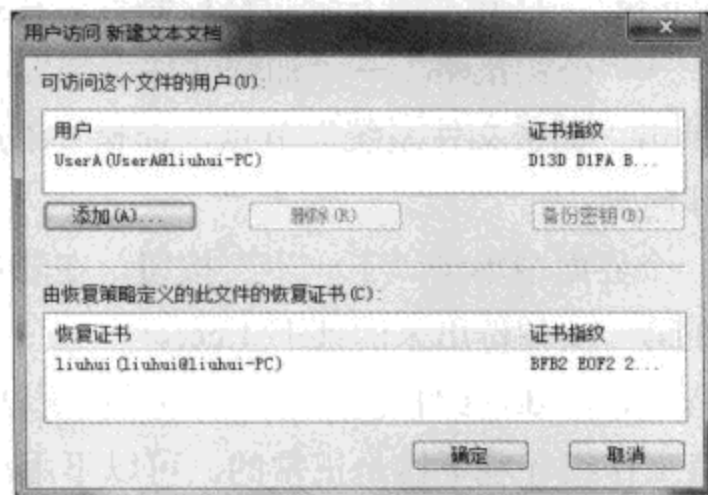 用户访问 新建文本文档
可访问这个文件的用户(U):
用户 证书指纹
UserA(UserA@liuhui-PC) D13D D1FA B...
添加(A)... 删除(R) 备份密钥(B)...
由恢复策略定义的此文件的恢复证书(C):
恢复证书 证书指纹
liuhui(liuhui@liuhui-PC) BFB2 E0F2 2...
确定 取消